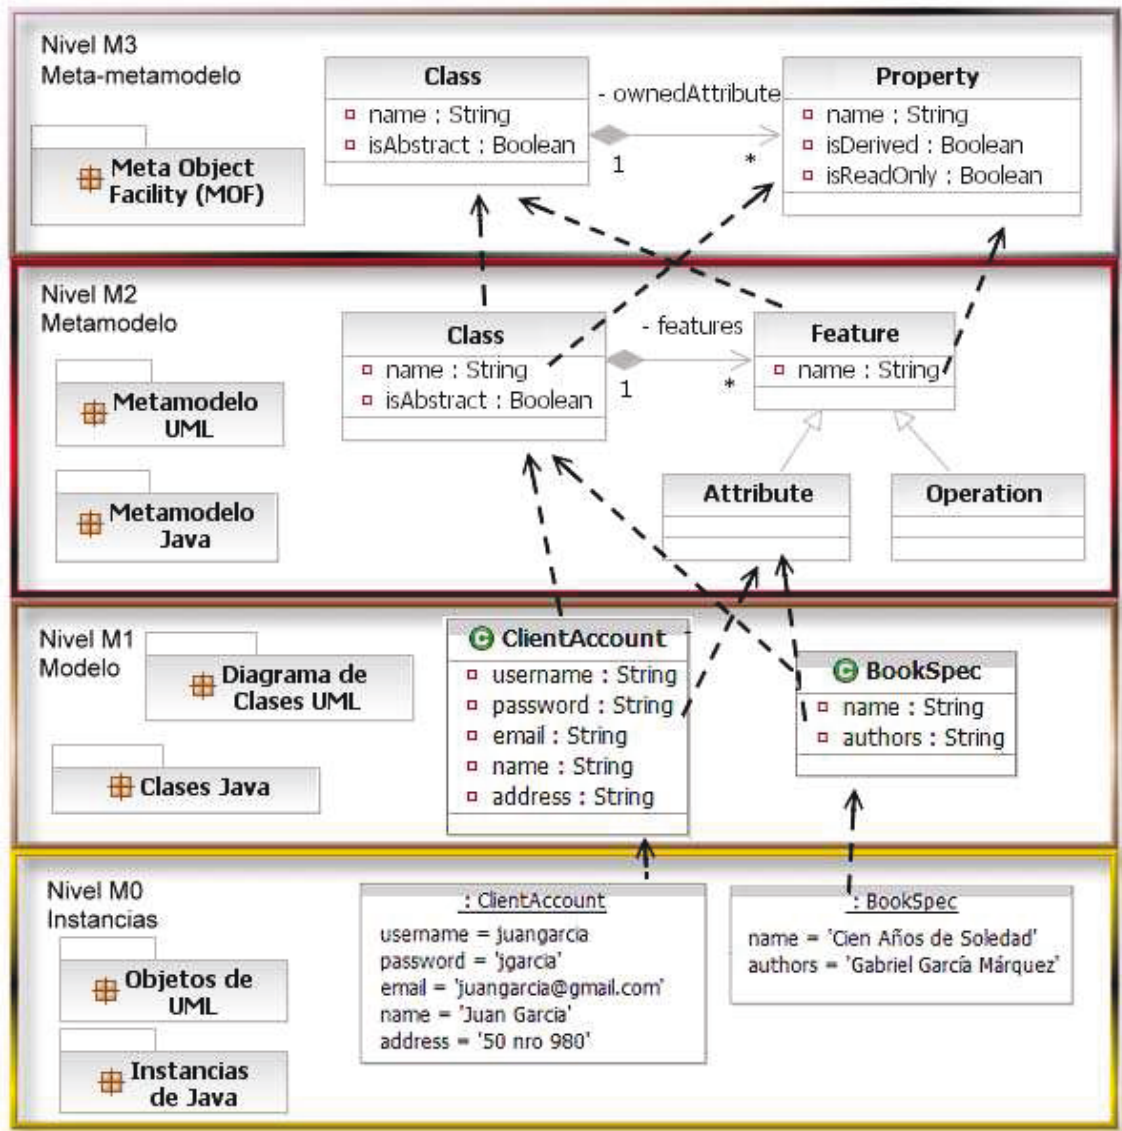 Nivel M3
Meta-metamodelo
Meta Object
Facility (MOF)
Class
name : String
isAbstract : Boolean
- ownedAttribute
1
*
Property
name : String
isDerived : Boolean
isReadOnly : Boolean
Nivel M2
Metamodelo
Metamodelo
UML
Metamodelo
Java
Class
name : String
isAbstract : Boolean
- features
1
*
Feature
name : String
Attribute
Operation
Nivel M1
Modelo
Diagrama de
Clases UML
Clases Java
C ClientAccount
username : String
password : String
email : String
name : String
address : String
C BookSpec
name : String
authors : String
Nivel M0
Instancias
Objetos de
UML
Instancias
de Java
: ClientAccount
username = juangarcia
password = 'jgarcia'
email = 'juangarcia@gmail.com'
name = 'Juan Garcia'
address = '50 nro 980'
: BookSpec
name = 'Cien Años de Soledad'
authors = 'Gabriel García Márquez'